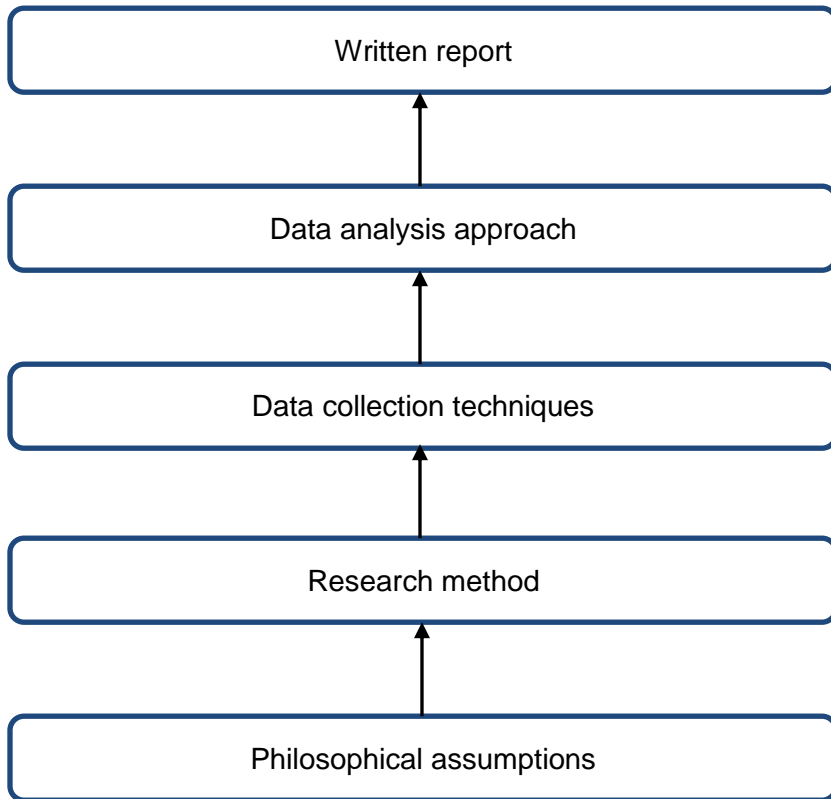 Written report
Data analysis approach
Data collection techniques
Research method
Philosophical assumptions